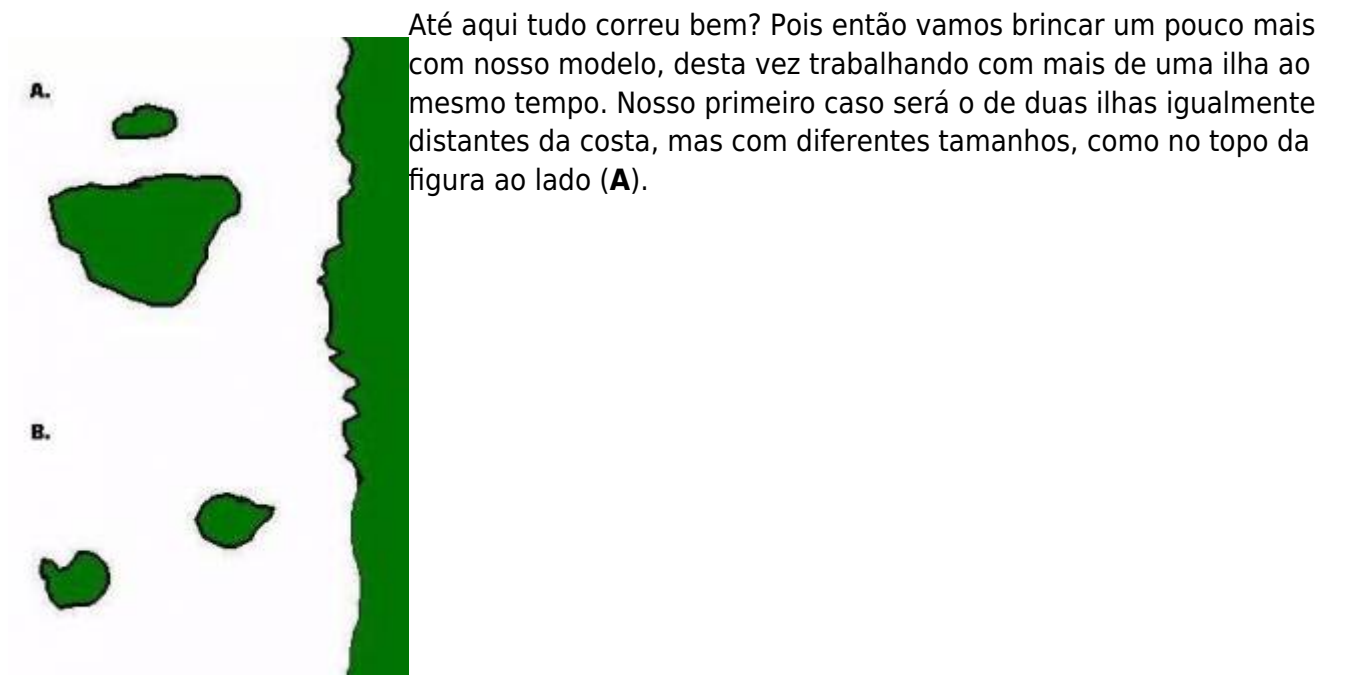 Até aqui tudo correu bem? Pois então vamos brincar um pouco mais
com nosso modelo, desta vez trabalhando com mais de uma ilha ao
mesmo tempo. Nosso primeiro caso será o de duas ilhas igualmente
distantes da costa, mas com diferentes tamanhos, como no topo da
figura ao lado (A).
A.
B.